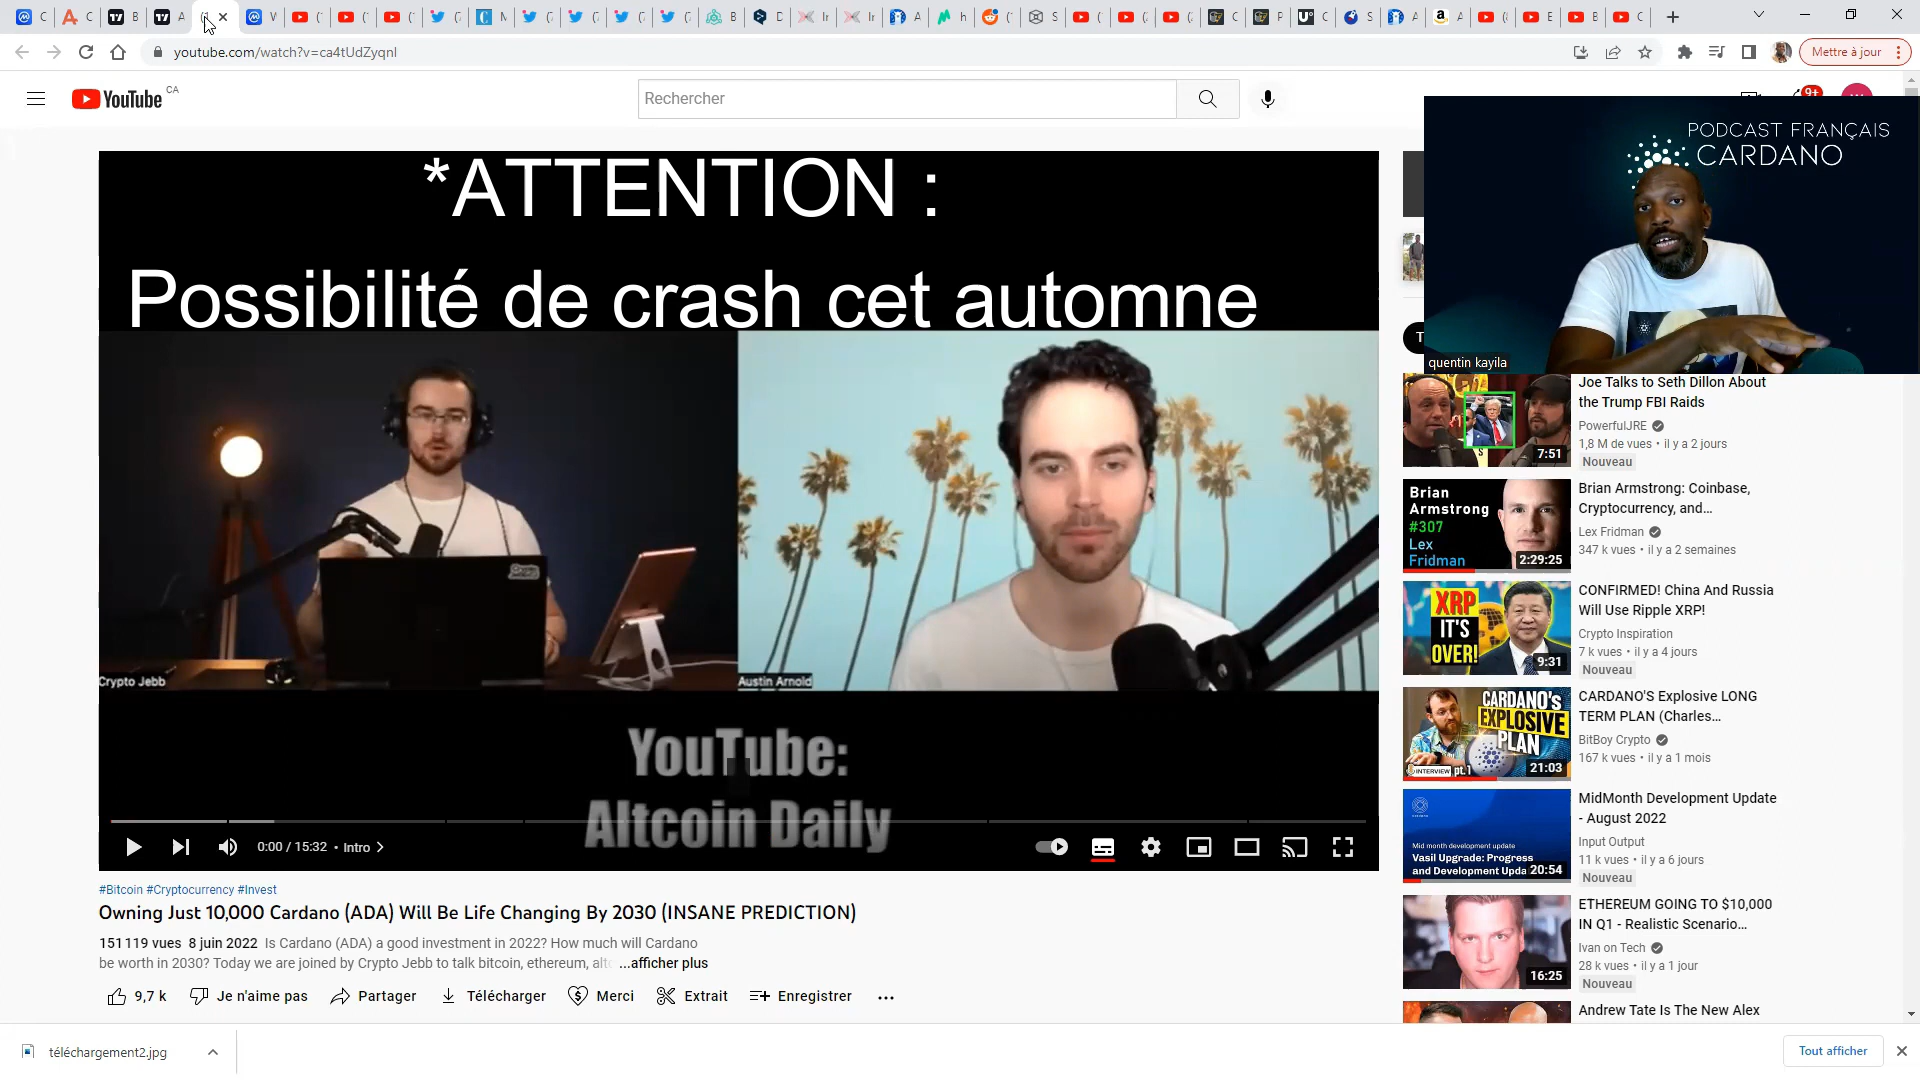 youtube.com/watch?v=ca4tUdZyqnI
Mettre à jour
YouTube CA
Rechercher
9+
PODCAST FRANÇAIS
CARDANO
quentin kayila
*ATTENTION :
Possibilité de crash cet automne
Crypto Jebb
Austin Arnold
YouTube:
Altcoin Daily
0:00 / 15:32 • Intro
#Bitcoin #Cryptocurrency #Invest
Owning Just 10,000 Cardano (ADA) Will Be Life Changing By 2030 (INSANE PREDICTION)
151 119 vues 8 juin 2022 Is Cardano (ADA) a good investment in 2022? How much will Cardano
be worth in 2030? Today we are joined by Crypto Jebb to talk bitcoin, ethereum, altc ...afficher plus
9,7 k Je n'aime pas Partager Télécharger Merci Extrait Enregistrer ...
Joe Talks to Seth Dillon About
the Trump FBI Raids
PowerfulJRE
1,8 M de vues • il y a 2 jours
Nouveau
7:51
Brian
Armstrong
#307
Lex
Fridman
2:29:25
Brian Armstrong: Coinbase,
Cryptocurrency, and...
Lex Fridman
347 k vues • il y a 2 semaines
XRP
IT'S
OVER!
9:31
CONFIRMED! China And Russia
Will Use Ripple XRP!
Crypto Inspiration
7 k vues • il y a 4 jours
Nouveau
CARDANO'S
EXPLOSIVE
PLAN
INTERVIEW pt.1
21:03
CARDANO'S Explosive LONG
TERM PLAN (Charles...
BitBoy Crypto
167 k vues • il y a 1 mois
Mid month development update
Vasil Upgrade: Progress
and Development Upda
20:54
MidMonth Development Update
- August 2022
Input Output
11 k vues • il y a 6 jours
Nouveau
16:25
ETHEREUM GOING TO $10,000
IN Q1 - Realistic Scenario...
Ivan on Tech
28 k vues • il y a 1 jour
Nouveau
Andrew Tate Is The New Alex
téléchargement2.jpg
Tout afficher